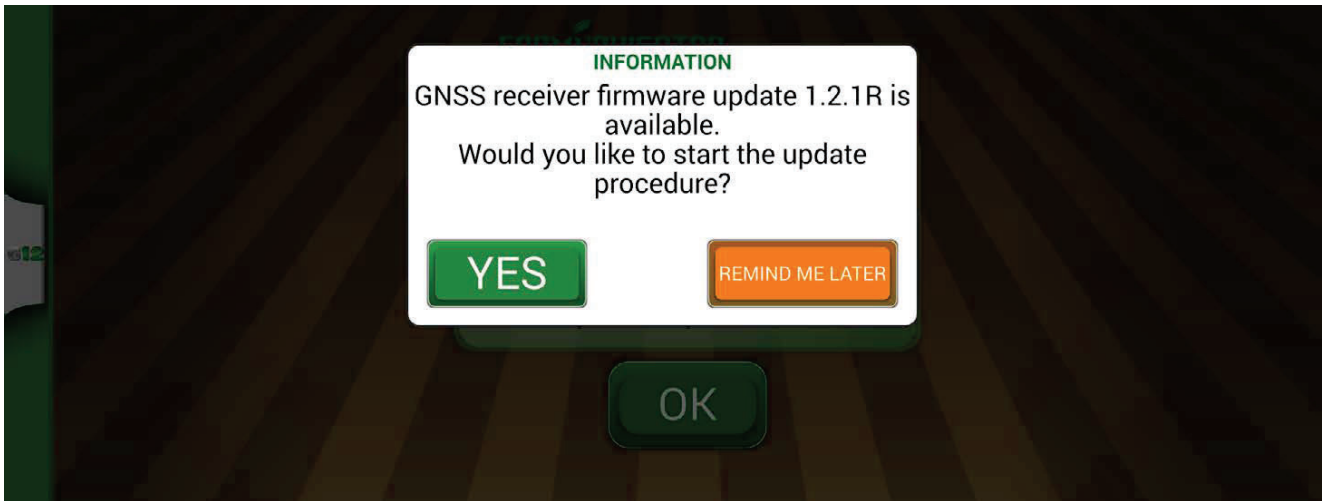 INFORMATION
GNSS receiver firmware update 1.2.1R is
available.
Would you like to start the update
procedure?
YES
REMIND ME LATER
OK